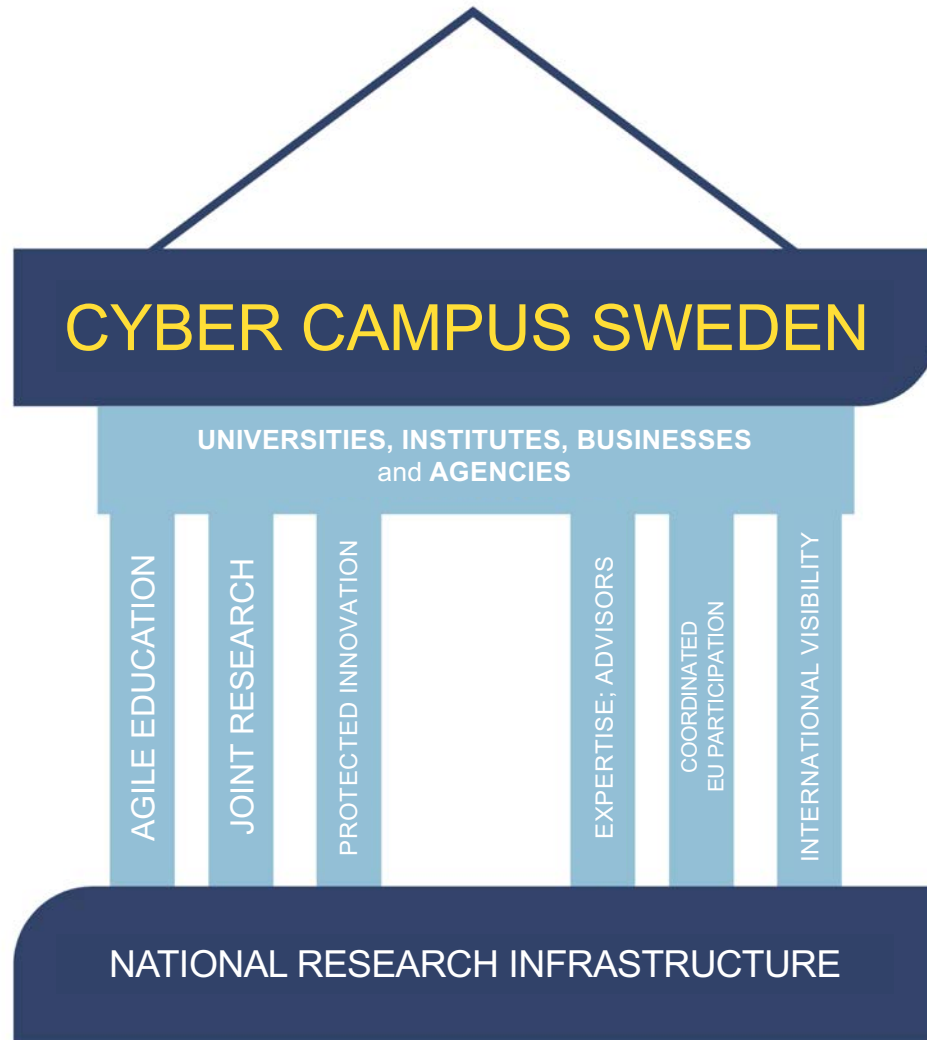 CYBER CAMPUS SWEDEN
UNIVERSITIES, INSTITUTES, BUSINESSES
and AGENCIES
AGILE EDUCATION
JOINT RESEARCH
PROTECTED INNOVATION
EXPERTISE; ADVISORS
COORDINATED
EU PARTICIPATION
INTERNATIONAL VISIBILITY
NATIONAL RESEARCH INFRASTRUCTURE